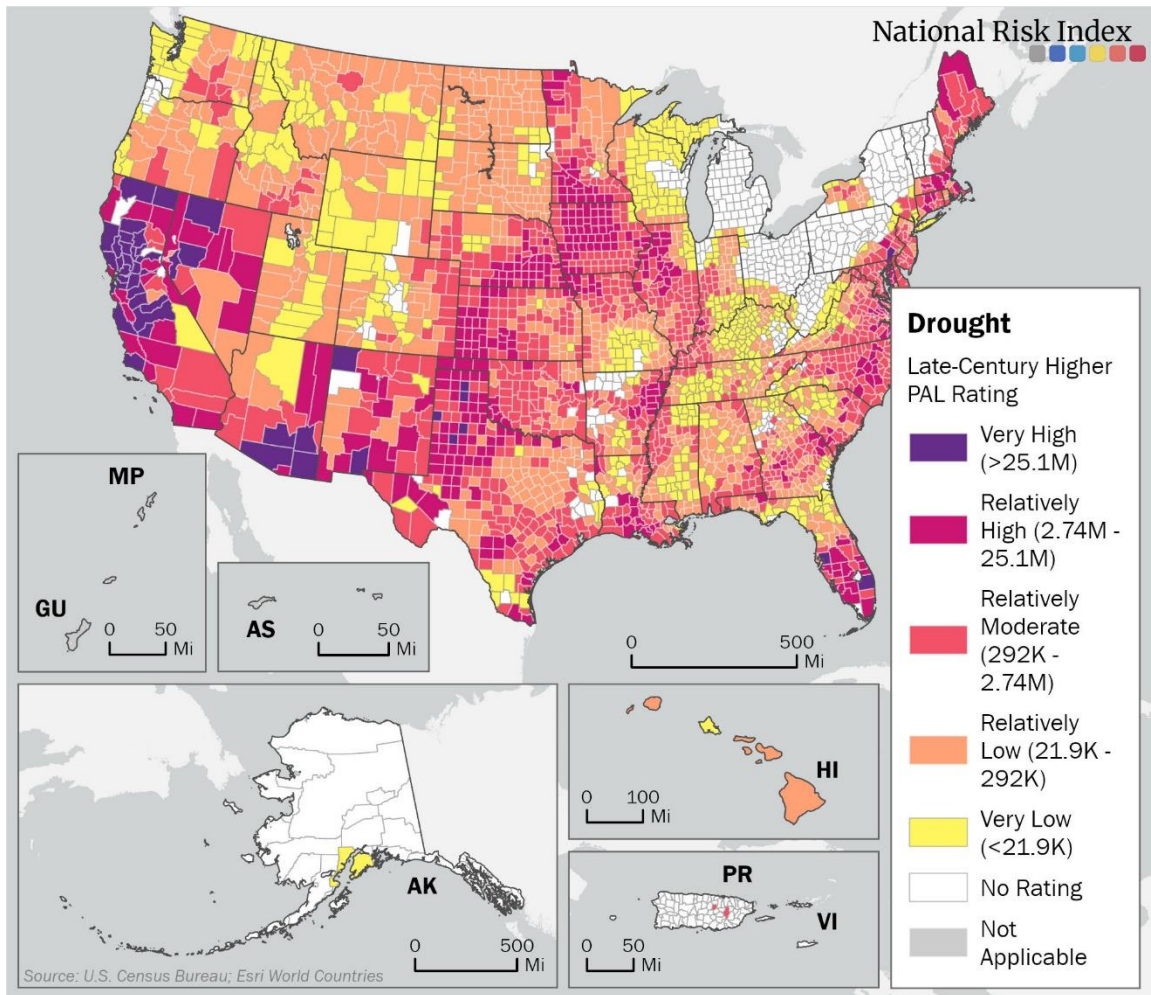 National Risk Index
Drought
Late-Century Higher
PAL Rating
Very High
(>25.1M)
Relatively
High (2.74M -
25.1M)
Relatively
Moderate
(292K -
2.74M)
Relatively
Low (21.9K -
292K)
Very Low
(<21.9K)
No Rating
Not
Applicable
MP
GU
0 50
Mi
AS
0 50
Mi
0 500
Mi
AK
0 500
Mi
Source: U.S. Census Bureau; Esri World Countries
HI
0 100
Mi
PR
VI
0 50
Mi